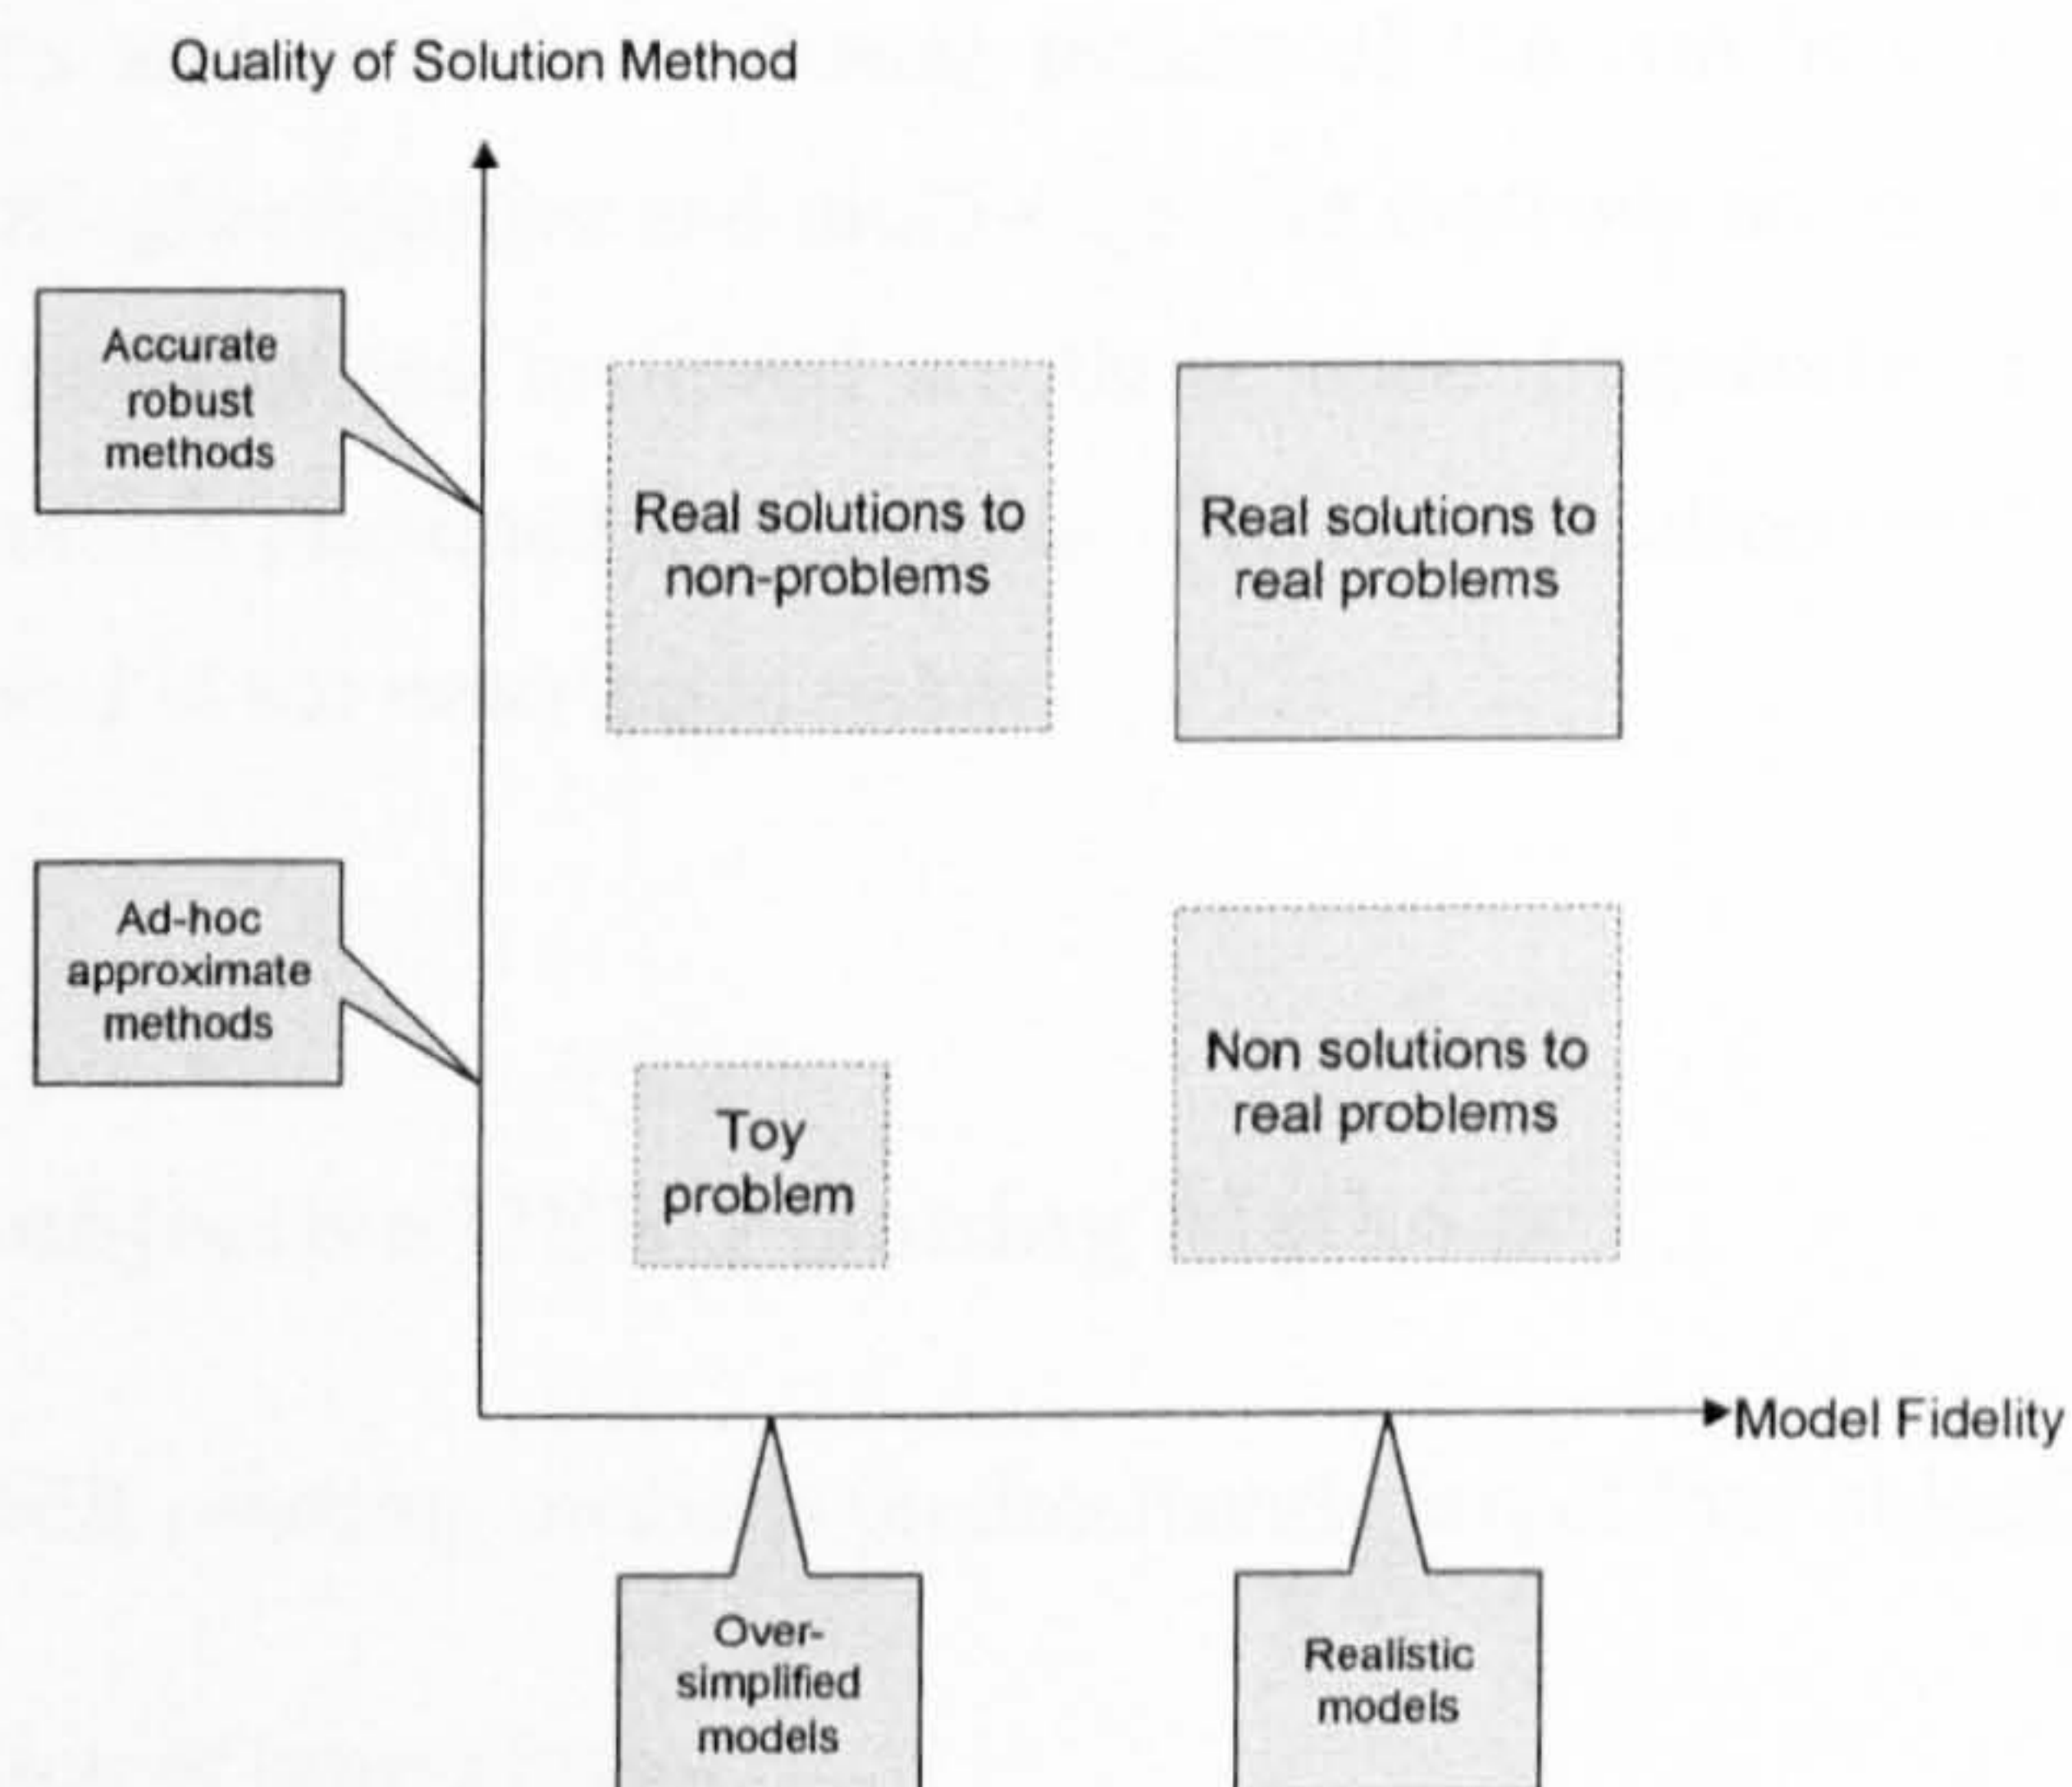 Quality of Solution Method
Accurate
robust
methods
Real solutions to
non-problems
Real solutions to
real problems
Ad-hoc
approximate
methods
Non solutions to
real problems
Toy
problem
Model Fidelity
Over-
simplified
models
Realistic
models